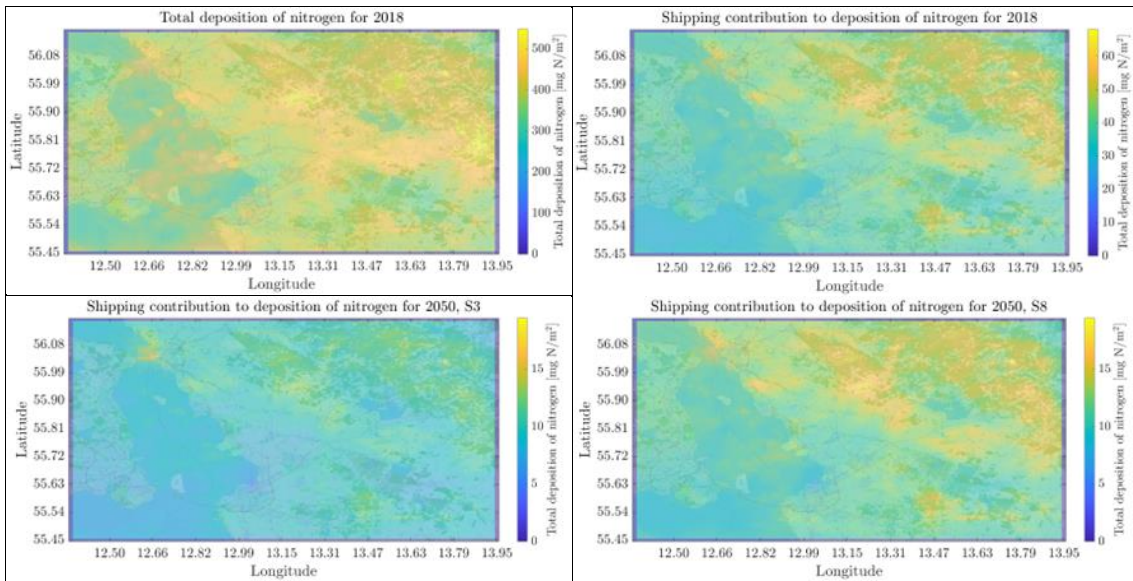 Total deposition of nitrogen for 2018
Latitude
56.08
55.99
55.90
55.81
55.72
55.63
55.54
55.45
12.50 12.66 12.82 12.99 13.15 13.31 13.47 13.79 13.95
Longitude
500
400
300
200
100
0
Total deposition of nitrogen [mg N/m²]
Shipping contribution to deposition of nitrogen for 2018
Latitude
56.08
55.99
55.90
55.81
55.72
55.63
55.54
55.45
12.50 12.66 12.82 12.99 13.15 13.31 13.47 13.79 13.95
Longitude
60
50
40
30
20
10
0
Total deposition of nitrogen [mg N/m²]
Shipping contribution to deposition of nitrogen for 2050, S3
Latitude
56.08
55.99
55.90
55.81
55.72
55.63
55.54
55.45
12.50 12.66 12.82 12.99 13.15 13.31 13.47 13.79 13.95
Longitude
15
10
5
0
Total deposition of nitrogen [mg N/m²]
Shipping contribution to deposition of nitrogen for 2050, S8
Latitude
56.08
55.99
55.90
55.81
55.72
55.63
55.54
55.45
12.50 12.66 12.82 12.99 13.15 13.31 13.47 13.79 13.95
Longitude
15
10
5
0
Total deposition of nitrogen [mg N/m²]